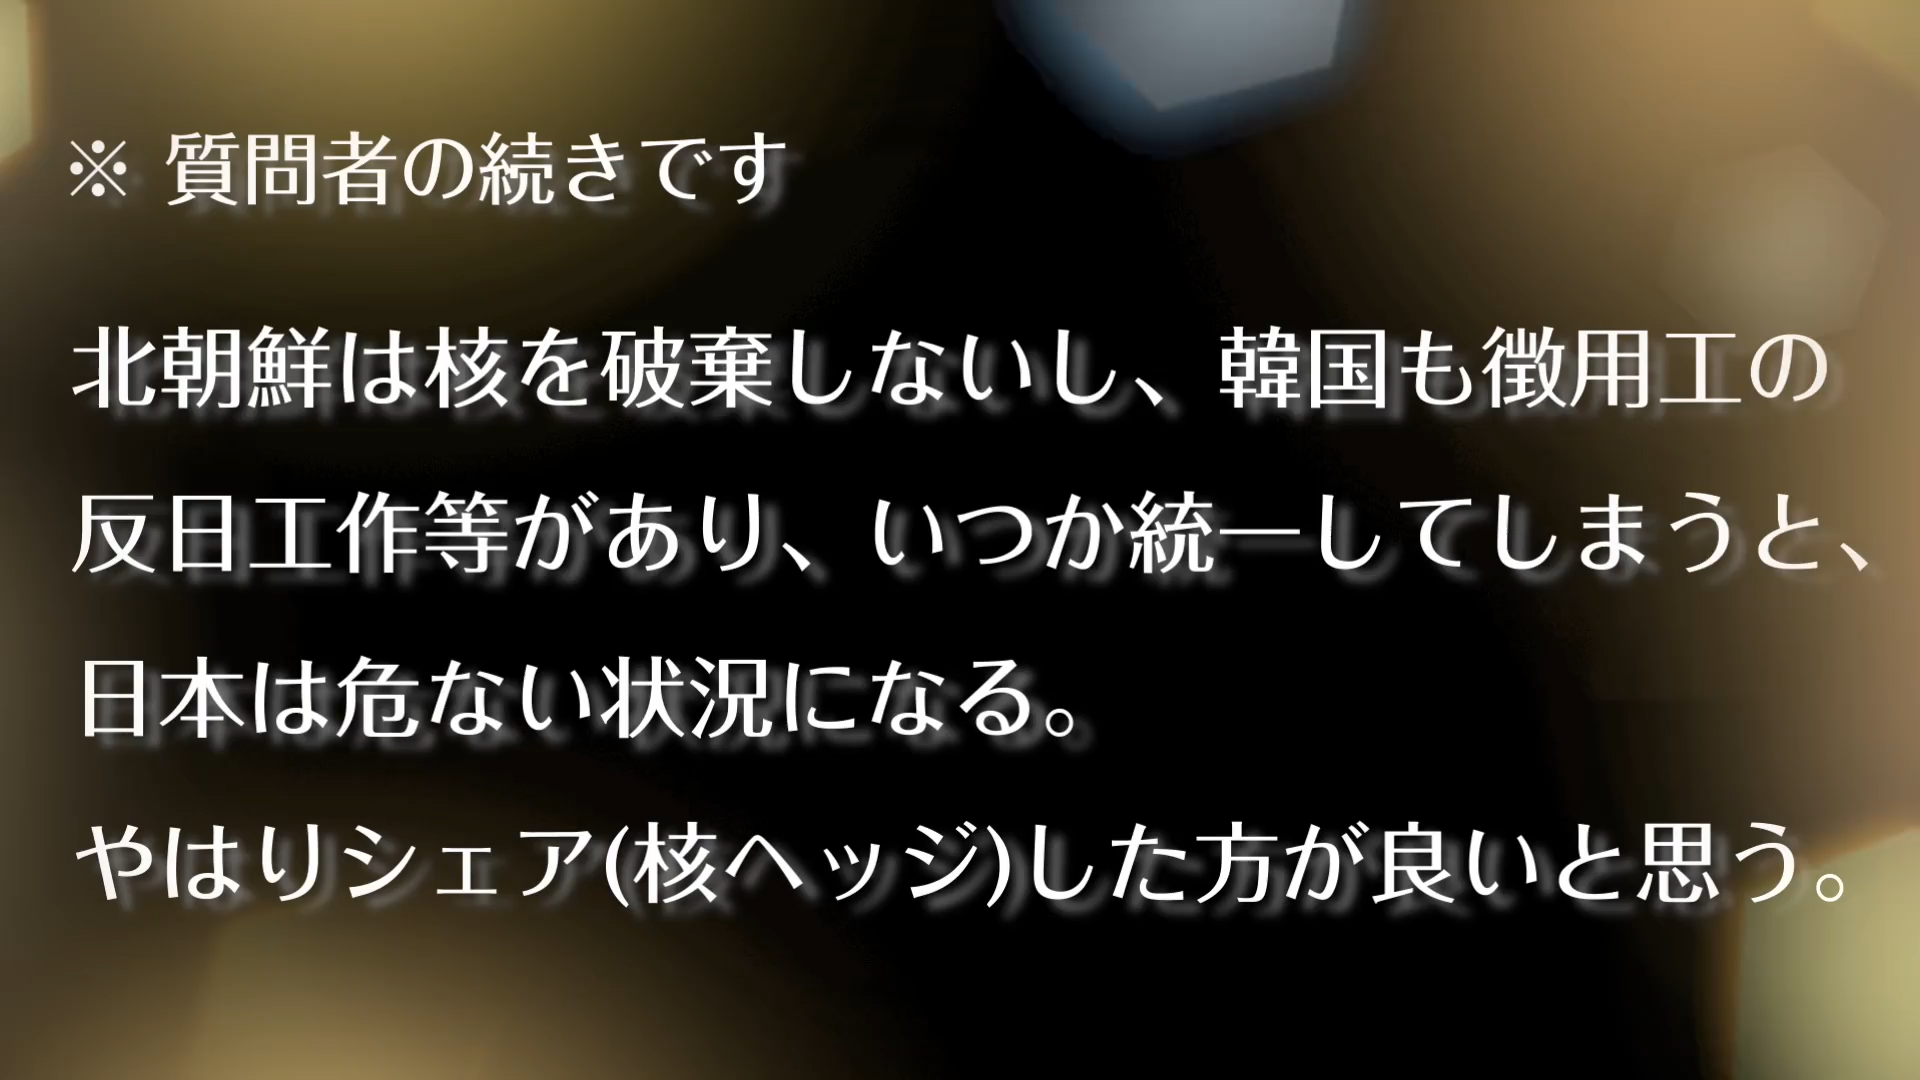 ※ 質問者の続きです
北朝鮮は核を破棄しないし、韓国も徴用工の
反日工作等があり、いつか統一してしまうと、
日本は危ない状況になる。
やはりシェア(核ヘッジ)した方が良いと思う。